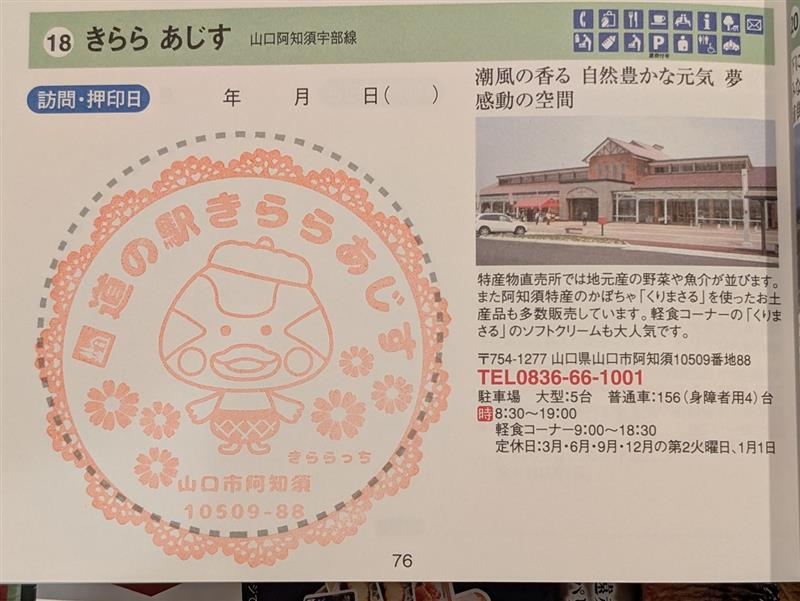 18 きらら あじす 山口阿知須宇部線
訪問・押印日 年 月 日( )
潮風の香る 自然豊かな元気 夢
感動の空間
道の駅きららあじす
きららっち
山口市阿知須
10509-88
特産物直売所では地元産の野菜や魚介が並びます。
また阿知須特産のかぼちゃ「くりまさる」を使ったお土
産品も多数販売しています。軽食コーナーの「くりま
さる」のソフトクリームも大人気です。
〒754-1277 山口県山口市阿知須10509番地88
TEL0836-66-1001
駐車場 大型:5台 普通車:156(身障者用4)台
時8:30〜19:00
軽食コーナー9:00〜18:30
定休日:3月・6月・9月・12月の第2火曜日、1月1日
76